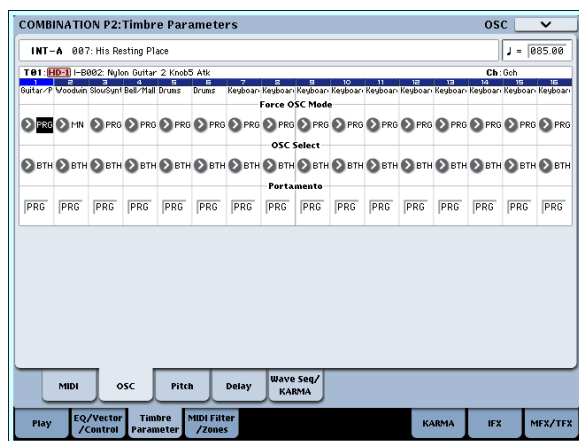 COMBINATION P2:Timbre Parameters OSC
INT-A 007: His Resting Place ♩ = 085.00
T01: HD-1 I-B002: Nylon Guitar 2 Knob5 Atk Ch:Gch
1 2 3 4 5 6 7 8 9 10 11 12 13 14 15 16
Guitar/P Woodwin SlowSynt Bell/Mall Drums Drums Keyboar Keyboar Keyboar Keyboar Keyboar Keyboar Keyboar Keyboar Keyboar Keyboar
Force OSC Mode
PRG MN PRG PRG PRG PRG PRG PRG PRG PRG PRG PRG PRG PRG PRG PRG
OSC Select
BTH BTH BTH BTH BTH BTH BTH BTH BTH BTH BTH BTH BTH BTH BTH BTH
Portamento
PRG PRG PRG PRG PRG PRG PRG PRG PRG PRG PRG PRG PRG PRG PRG PRG
MIDI OSC Pitch Delay Wave Seq/
KARMA
Play EQ/Vector
/Control Timbre
Parameter MIDI Filter
/Zones KARMA IFX MFX/TFX